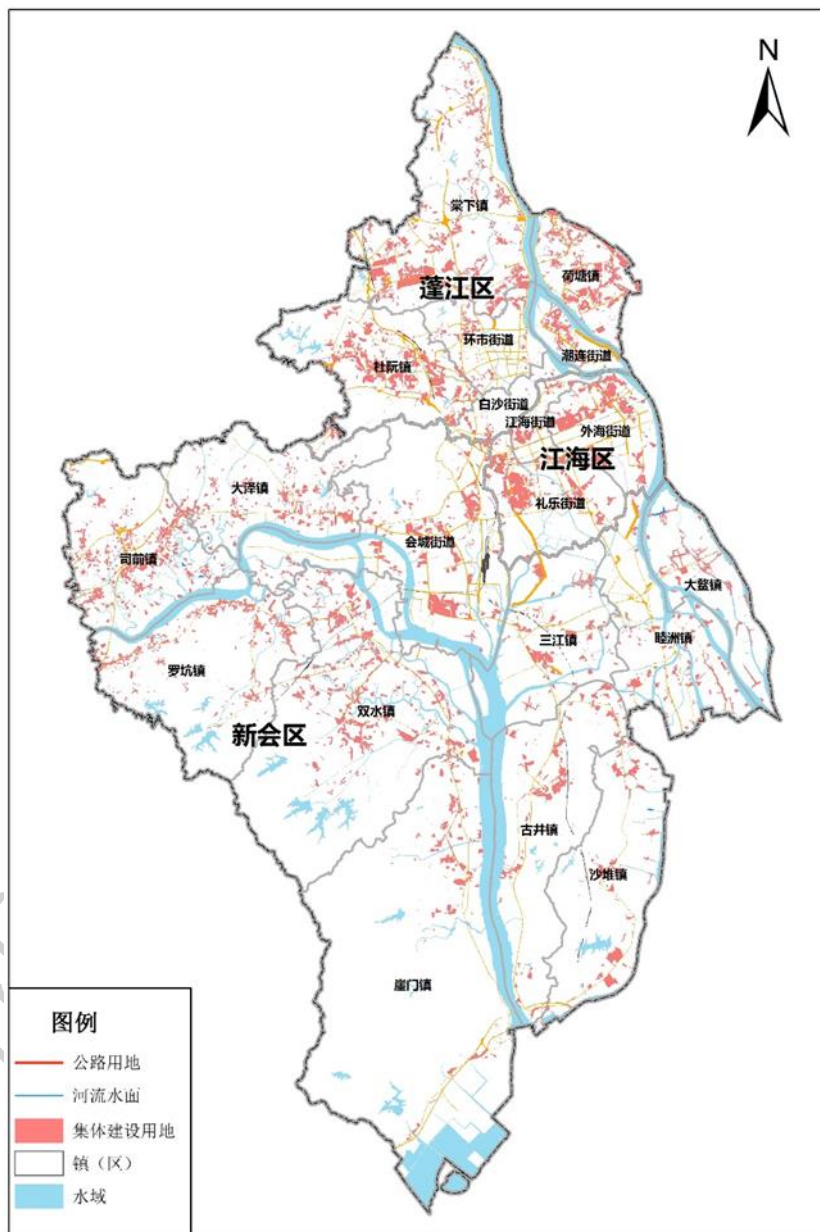 N
棠下镇
荷塘镇
蓬江区
环市街道
潮连街道
杜阮镇
白沙街道
江海街道
外海街道
江海区
大泽镇
礼乐街道
会城街道
司前镇
大鳌镇
三江镇
睦洲镇
罗坑镇
双水镇
新会区
古井镇
沙堆镇
崖门镇
图例
公路用地
河流水面
集体建设用地
镇（区）
水域